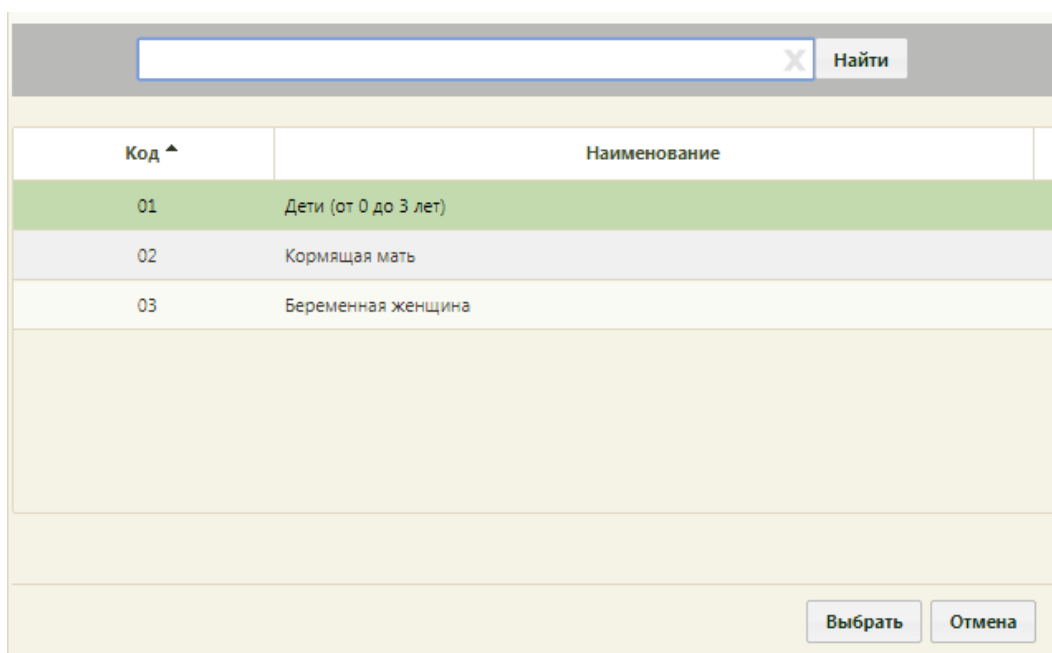 Найти
Код Наименование
01 Дети (от 0 до 3 лет)
02 Кормящая мать
03 Беременная женщина
Выбрать Отмена